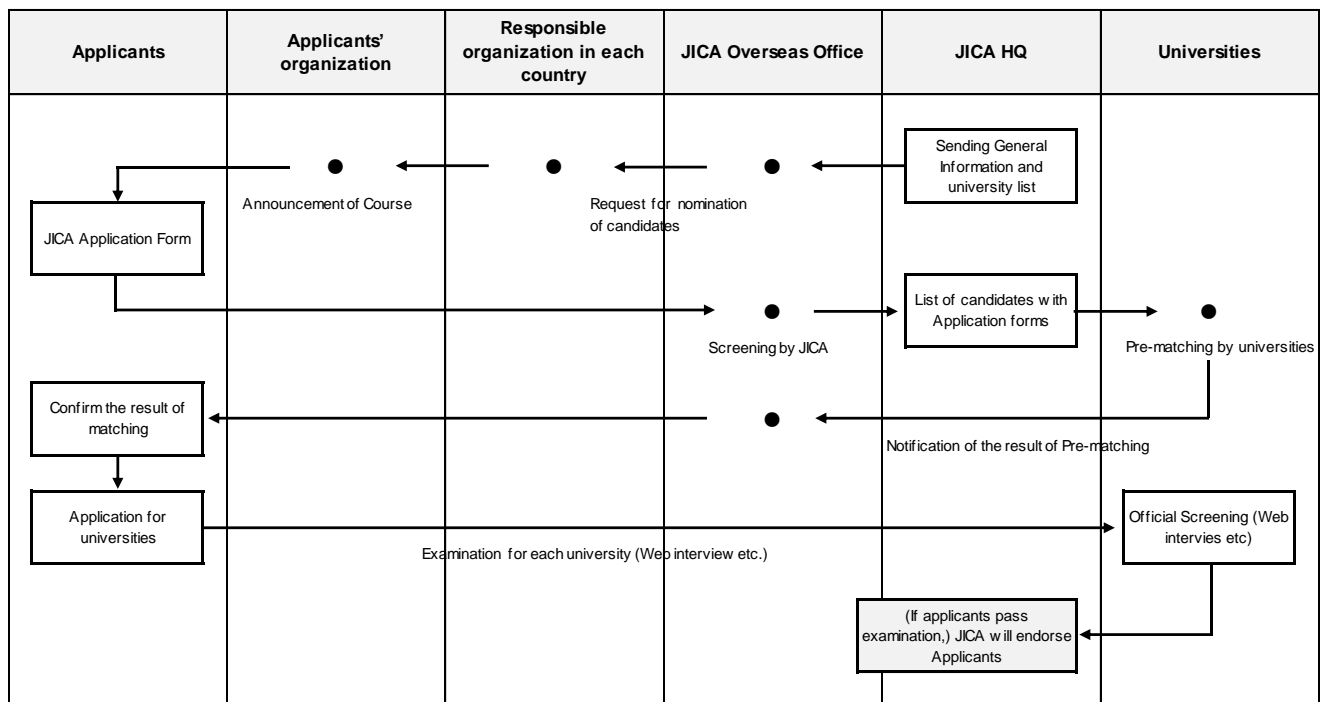 Applicants
Applicants'
organization
Responsible
organization in each
country
JICA Overseas Office
JICA HQ
Universities
Sending General
Information and
university list
Announcement of Course
Request for nomination
of candidates
JICA Application Form
List of candidates with
Application forms
Screening by JICA
Pre-matching by universities
Confirm the result of
matching
Notification of the result of Pre-matching
Application for
universities
Official Screening (Web
intervies etc)
Examination for each university (Web interview etc.)
(If applicants pass
examination,) JICA will endorse
Applicants